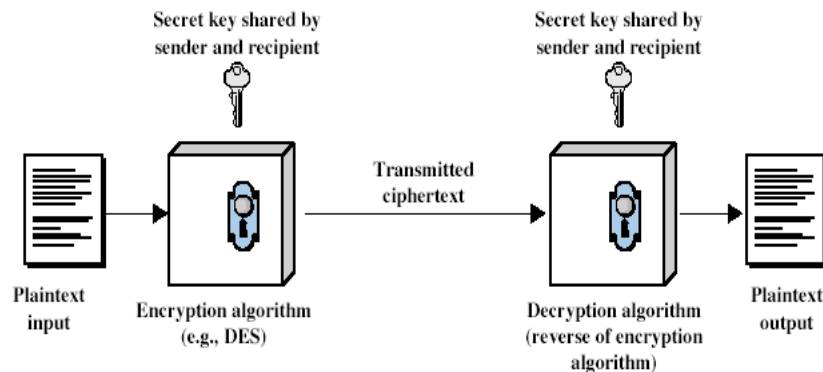 Secret key shared by
sender and recipient
Secret key shared by
sender and recipient
Transmitted
ciphertext
Plaintext
input
Encryption algorithm
(e.g., DES)
Decryption algorithm
(reverse of encryption
algorithm)
Plaintext
output